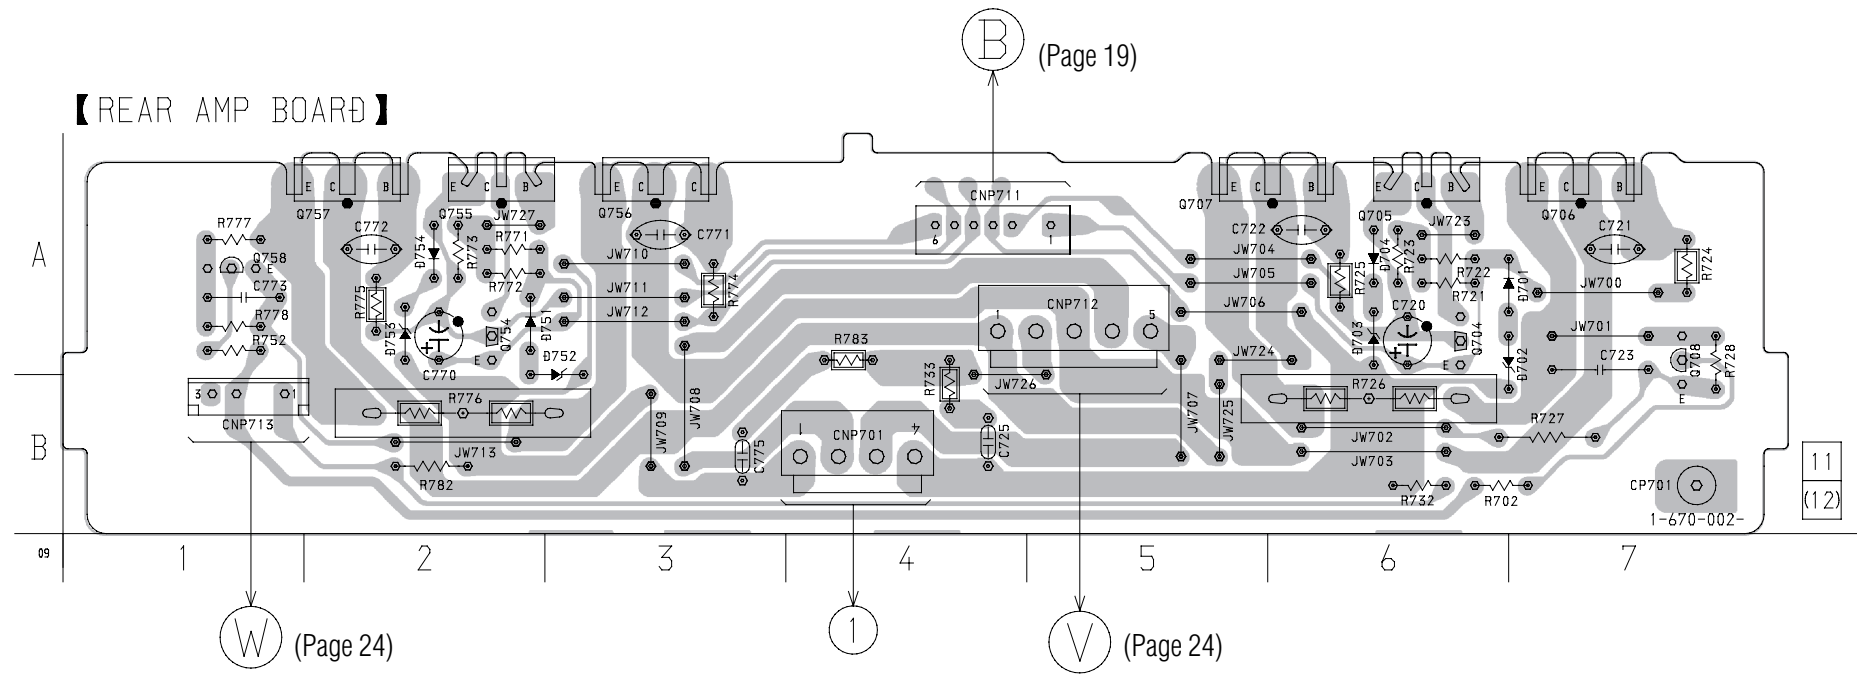 B (Page 19)
【REAR AMP BOARD】
E C B
E C B
E C C
CNP711
E C B
E C B
E C B
Q757
Q755
JW727
Q756
Q707
Q705
JW723
Q706
R777
C772
D754
R773
R771
C771
6 1
C722
D704
R723
C721
R724
A
Q758
E
JW710
JW704
R722
C773
R775
R772
JW711
R774
JW705
R725
R721
D701
JW700
R778
D753
Q754
D751
JW712
CNP712
1 5
JW706
C720
D703
Q704
JW701
R752
+
C770
E
D752
R783
JW724
+
E
D702
C723
Q708
R728
E
3 1
CNP713
R776
JW709
JW708
R733
JW726
JW707
JW725
R726
R727
B
JW713
R782
C775
1 4
CNP701
C725
JW702
JW703
R732
R702
CP701
1-670-002-
11
(12)
09
1 2 3 4 5 6 7
W (Page 24)
1
V (Page 24)